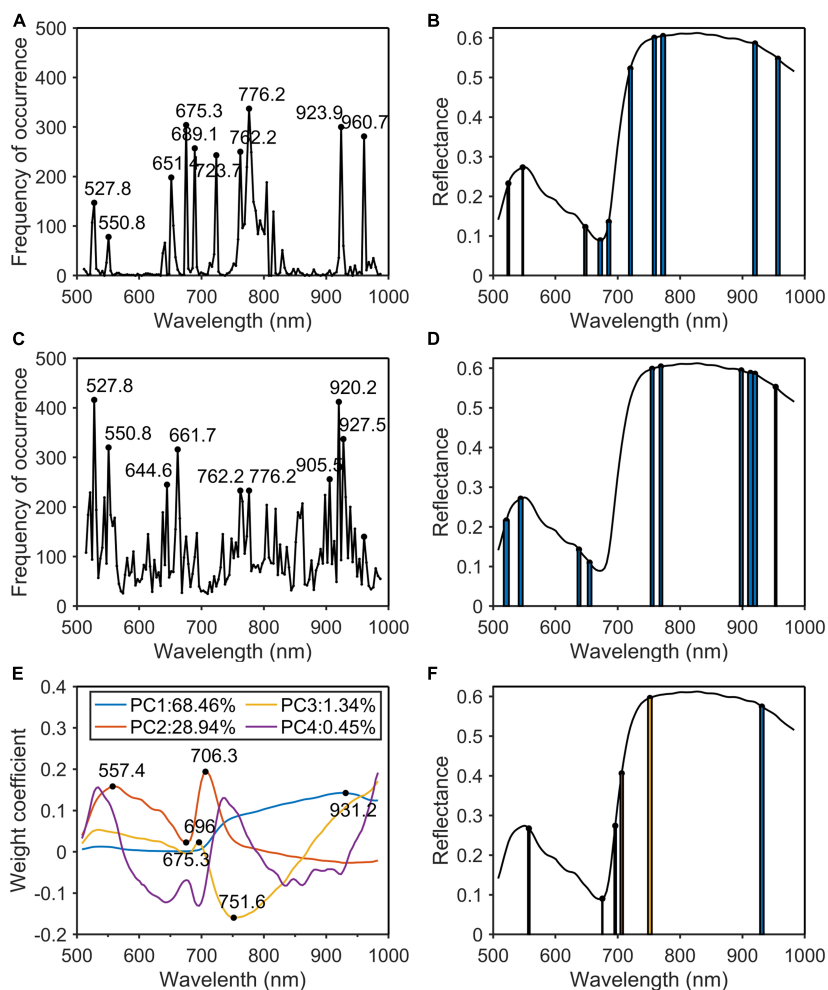 A
Frequency of occurrence
500
400
300
200
100
0
527.8
550.8
651.4
675.3
689.1
723.7
762.2
776.2
923.9
960.7
500 600 700 800 900 1000
Wavelength (nm)
B
Reflectance
0.6
0.5
0.4
0.3
0.2
0.1
0
500 600 700 800 900 1000
Wavelength (nm)
C
Frequency of occurrence
500
400
300
200
100
0
527.8
550.8
644.6
661.7
762.2
776.2
905.5
920.2
927.5
500 600 700 800 900 1000
Wavelength (nm)
D
Reflectance
0.6
0.5
0.4
0.3
0.2
0.1
0
500 600 700 800 900 1000
Wavelength (nm)
E
Weight coefficient
0.4
0.3
0.2
0.1
0
-0.1
-0.2
PC1:68.46%
PC2:28.94%
PC3:1.34%
PC4:0.45%
557.4
706.3
696
675.3
751.6
931.2
500 600 700 800 900 1000
Wavelenth (nm)
F
Reflectance
0.6
0.5
0.4
0.3
0.2
0.1
0
500 600 700 800 900 1000
Wavelength (nm)